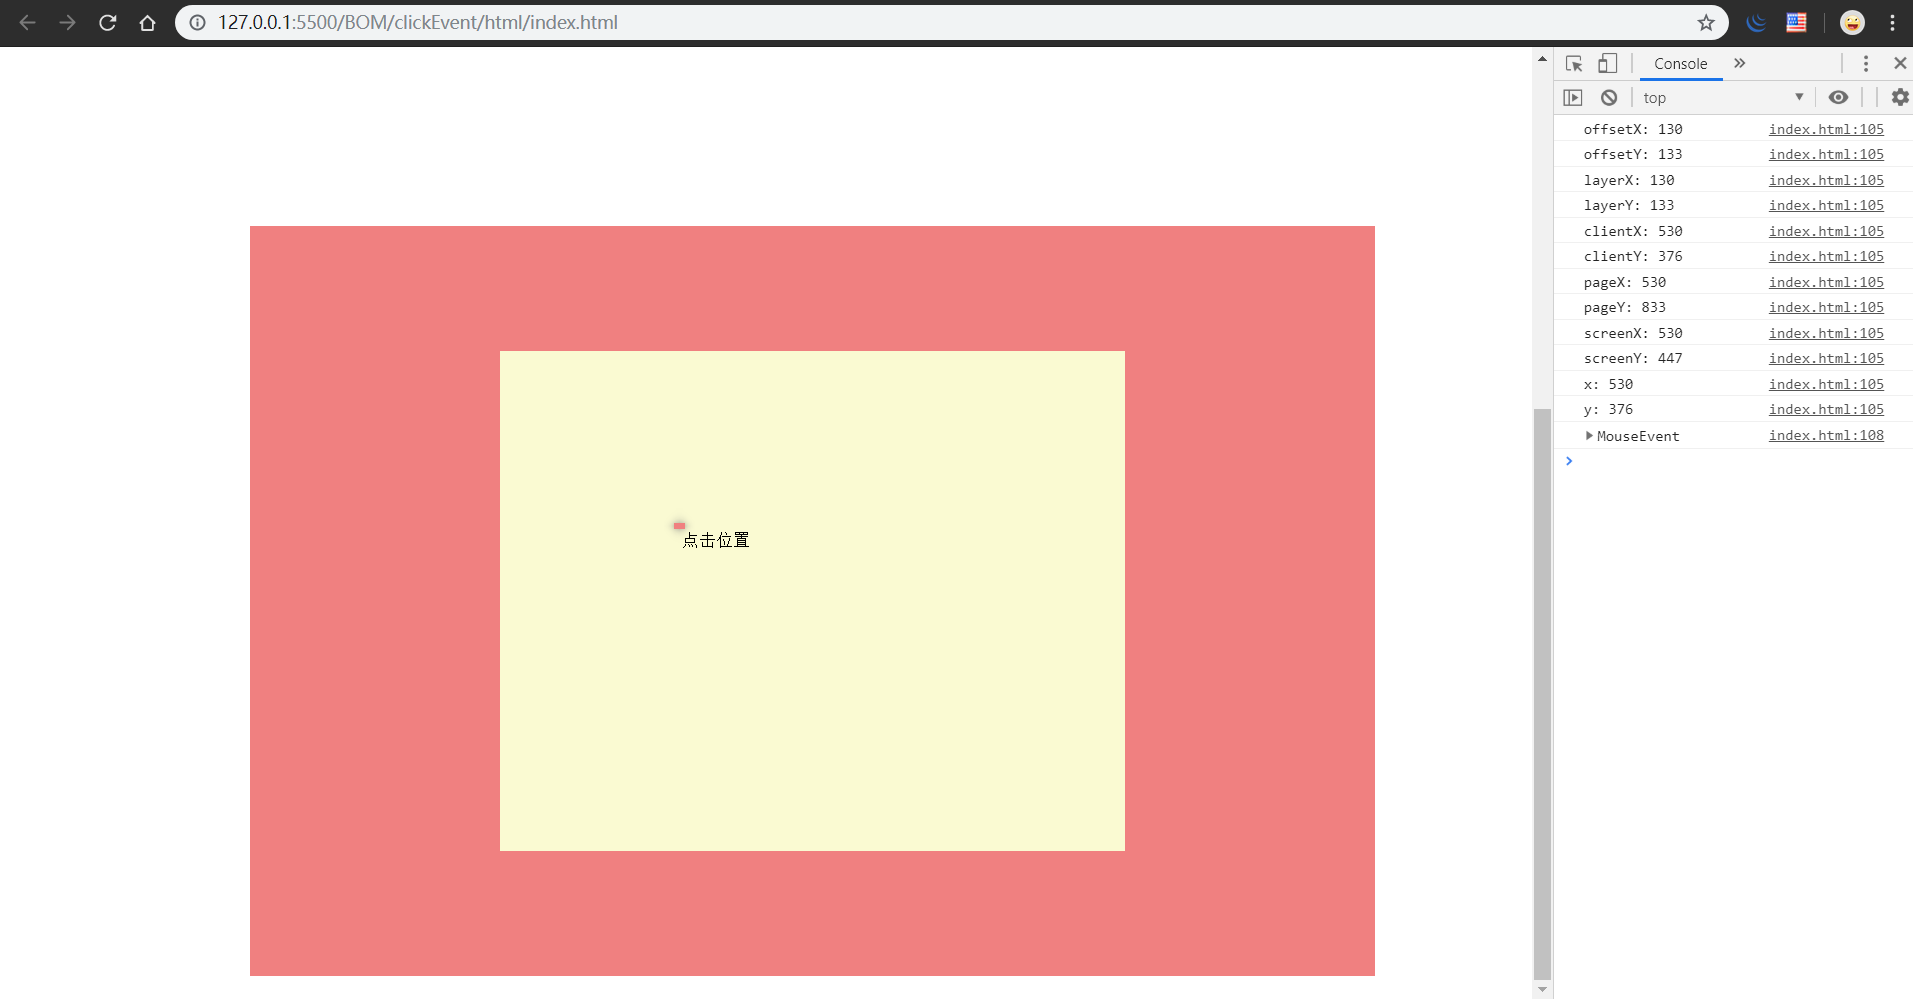 127.0.0.1:5500/BOM/clickEvent/html/index.html
Console
top
offsetX: 130 index.html:105
offsetY: 133 index.html:105
layerX: 130 index.html:105
layerY: 133 index.html:105
clientX: 530 index.html:105
clientY: 376 index.html:105
pageX: 530 index.html:105
pageY: 833 index.html:105
screenX: 530 index.html:105
screenY: 447 index.html:105
x: 530 index.html:105
y: 376 index.html:105
MouseEvent index.html:108
点击位置